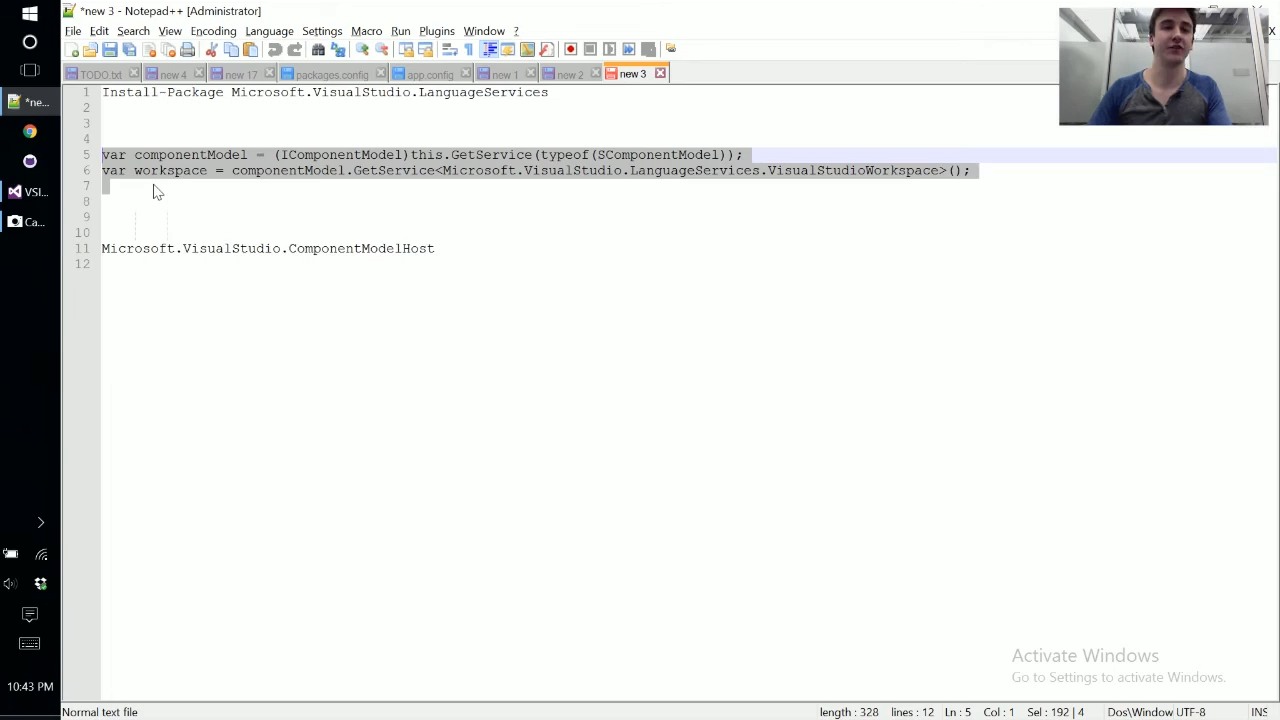 *new 3 - Notepad++ [Administrator]
File Edit Search View Encoding Language Settings Macro Run Plugins Window ?
X
TODO.txt new 4 new 17 packages.config app.config new 1 new 2 new 3
*ne...
1 Install-Package Microsoft.VisualStudio.LanguageServices
2
3
4
5 var componentModel = (IComponentModel)this.GetService(typeof(SComponentModel));
6 var workspace = componentModel.GetService<Microsoft.VisualStudio.LanguageServices.VisualStudioWorkspace>();
7
8
9
10
11 Microsoft.VisualStudio.ComponentModelHost
12
VSI...
Ca...
10:43 PM
Activate Windows
Go to Settings to activate Windows.
Normal text file length : 328 lines : 12 Ln : 5 Col : 1 Sel : 192 | 4 Dos\Window UTF-8 INS